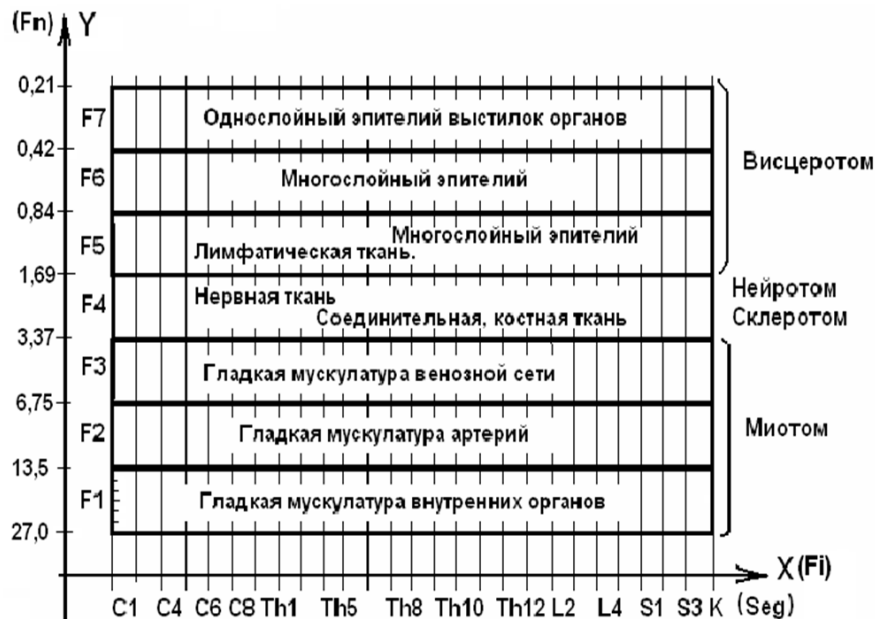 (Fn) Y
0,21
F7 Однослойный эпителий выстилок органов
0,42
F6 Многослойный эпителий
Висцеротом
0,84
F5 Многослойный эпителий
Лимфатическая ткань.
1,69
F4 Нервная ткань
Соединительная, костная ткань
Нейротом
Склеротом
3,37
F3 Гладкая мускулатура венозной сети
6,75
F2 Гладкая мускулатура артерий
Миотом
13,5
F1 Гладкая мускулатура внутренних органов
27,0
X (Fi)
C1 C4 C6 C8 Th1 Th5 Th8 Th10 Th12 L2 L4 S1 S3 K (Seg)